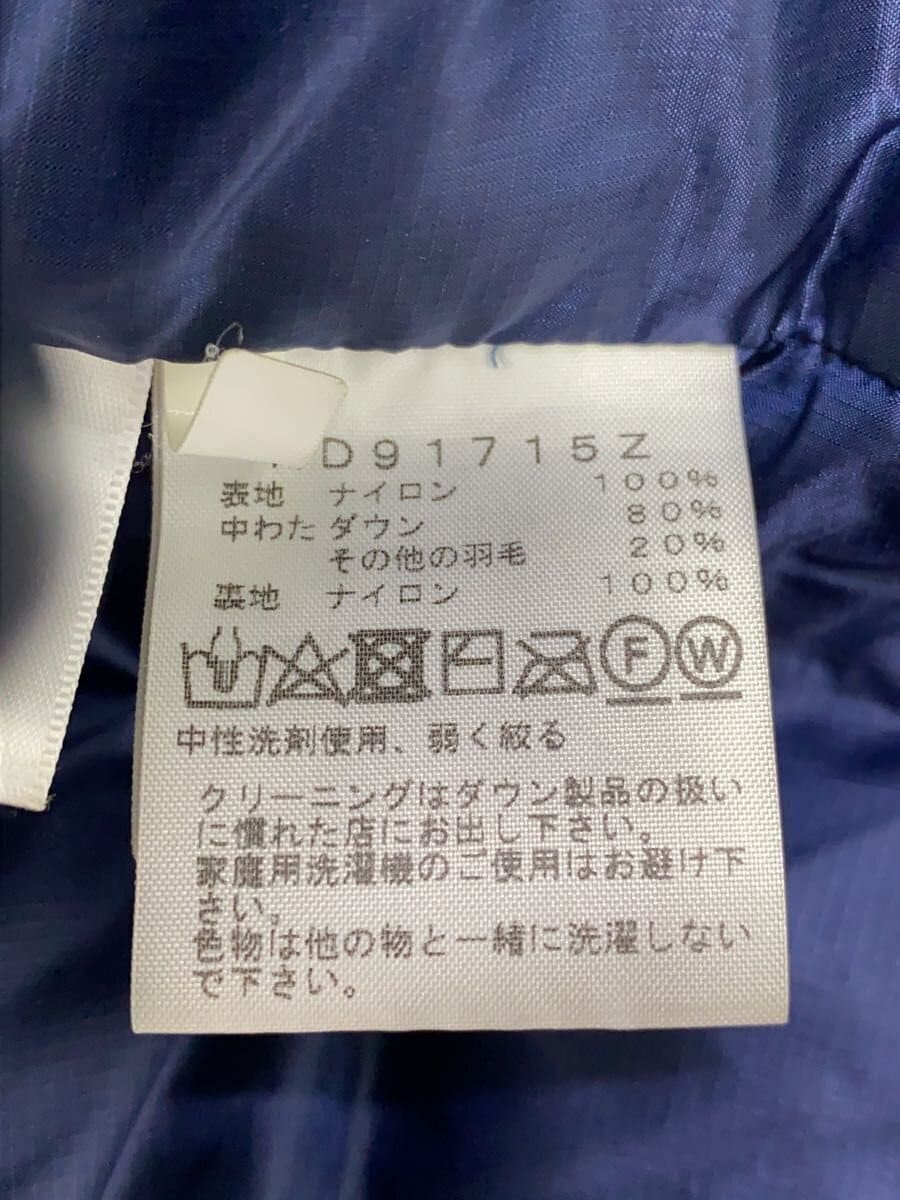 D91715Z
表地 ナイロン 100%
中わた ダウン 80%
その他の羽毛 20%
裏地 ナイロン 100%
F W
中性洗剤使用、弱く絞る
クリーニングはダウン製品の扱い
に慣れた店にお出し下さい。
家庭用洗濯機のご使用はお避け下
さい。
色物は他の物と一緒に洗濯しない
で下さい。